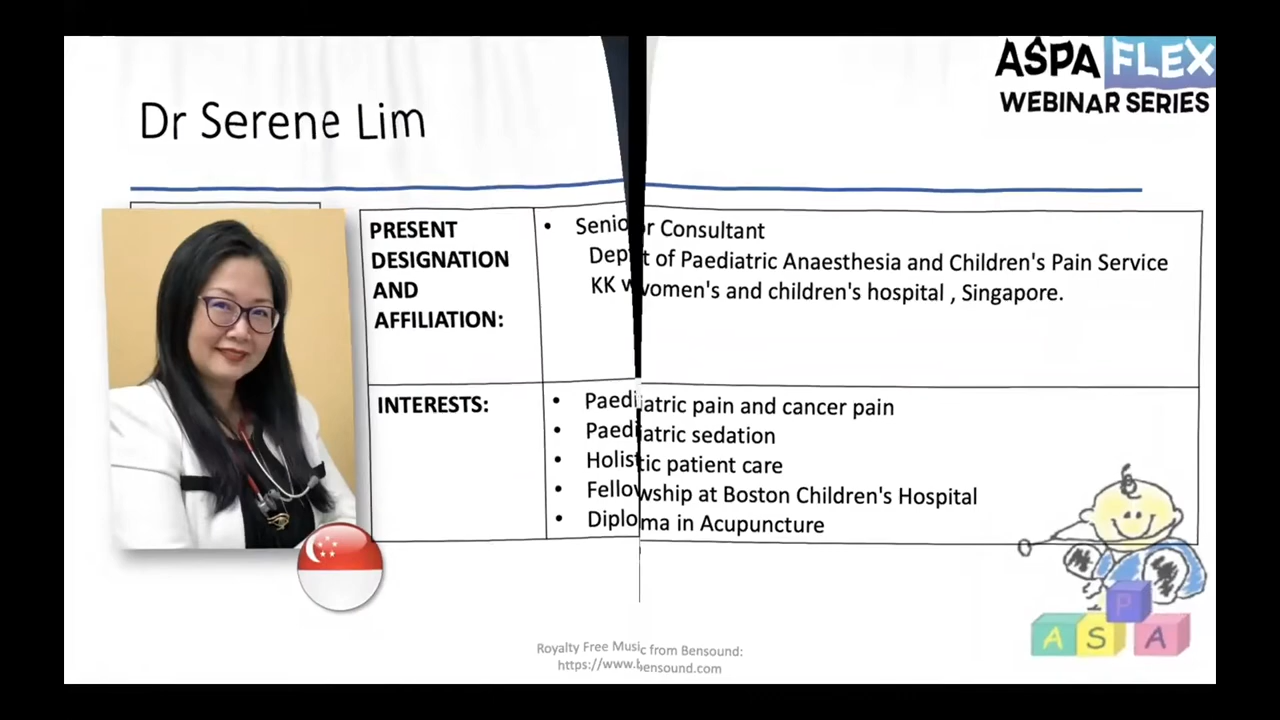 ASPA FLEX
WEBINAR SERIES
Dr Serene Lim
PRESENT
DESIGNATION
AND
AFFILIATION:
• Senior Consultant
Dept of Paediatric Anaesthesia and Children's Pain Service
KK women's and children's hospital , Singapore.
INTERESTS:
• Paediatric pain and cancer pain
• Paediatric sedation
• Holistic patient care
• Fellowship at Boston Children's Hospital
• Diploma in Acupuncture
P
A S A
Royalty Free Music from Bensound:
https://www.bensound.com